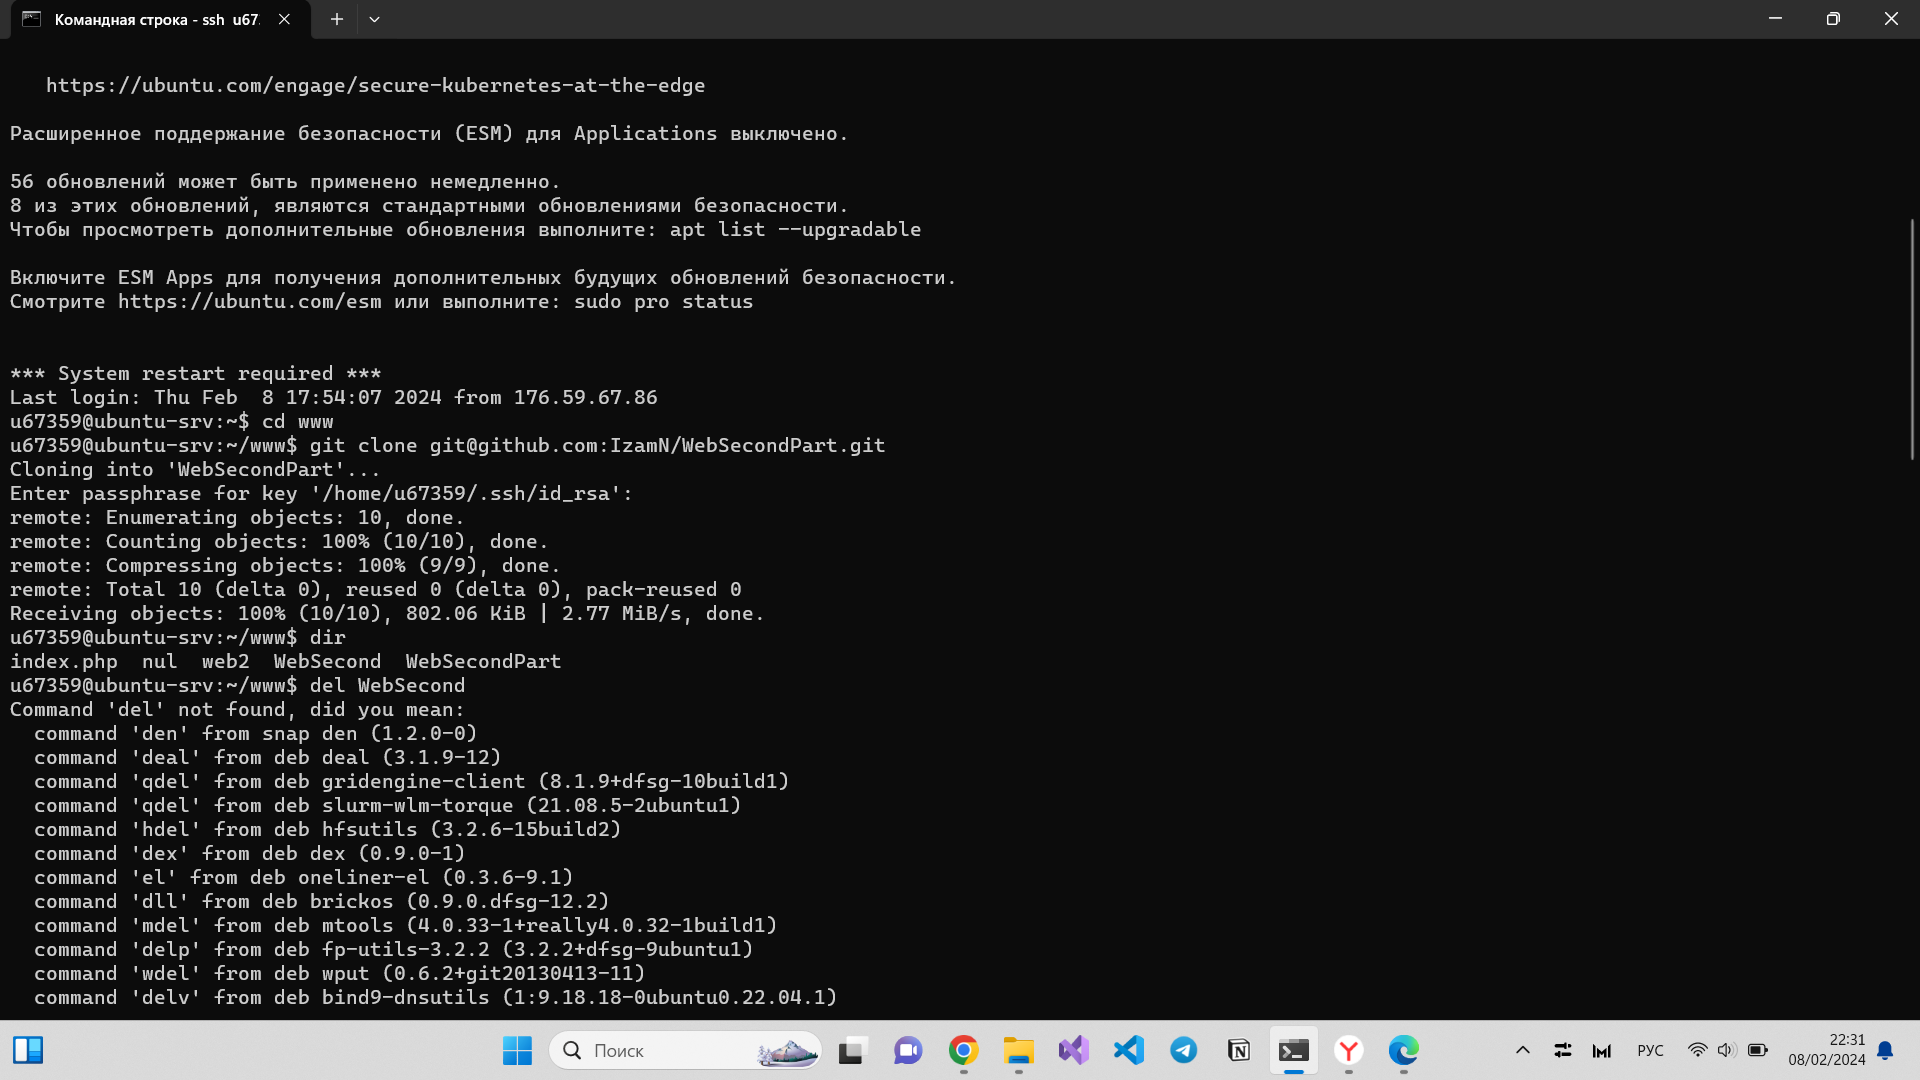 Командная строка - ssh u67
https://ubuntu.com/engage/secure-kubernetes-at-the-edge
Расширенное поддержание безопасности (ESM) для Applications выключено.
56 обновлений может быть применено немедленно.
8 из этих обновлений, являются стандартными обновлениями безопасности.
Чтобы просмотреть дополнительные обновления выполните: apt list --upgradable
Включите ESM Apps для получения дополнительных будущих обновлений безопасности.
Смотрите https://ubuntu.com/esm или выполните: sudo pro status
*** System restart required ***
Last login: Thu Feb  8 17:54:07 2024 from 176.59.67.86
u67359@ubuntu-srv:~$ cd www
u67359@ubuntu-srv:~/www$ git clone git@github.com:IzamN/WebSecondPart.git
Cloning into 'WebSecondPart'...
Enter passphrase for key '/home/u67359/.ssh/id_rsa':
remote: Enumerating objects: 10, done.
remote: Counting objects: 100% (10/10), done.
remote: Compressing objects: 100% (9/9), done.
remote: Total 10 (delta 0), reused 0 (delta 0), pack-reused 0
Receiving objects: 100% (10/10), 802.06 KiB | 2.77 MiB/s, done.
u67359@ubuntu-srv:~/www$ dir
index.php  nul  web2  WebSecond  WebSecondPart
u67359@ubuntu-srv:~/www$ del WebSecond
Command 'del' not found, did you mean:
command 'den' from snap den (1.2.0-0)
command 'deal' from deb deal (3.1.9-12)
command 'qdel' from deb gridengine-client (8.1.9+dfsg-10build1)
command 'qdel' from deb slurm-wlm-torque (21.08.5-2ubuntu1)
command 'hdel' from deb hfsutils (3.2.6-15build2)
command 'dex' from deb dex (0.9.0-1)
command 'el' from deb oneliner-el (0.3.6-9.1)
command 'dll' from deb brickos (0.9.0.dfsg-12.2)
command 'mdel' from deb mtools (4.0.33-1+really4.0.32-1build1)
command 'delp' from deb fp-utils-3.2.2 (3.2.2+dfsg-9ubuntu1)
command 'wdel' from deb wput (0.6.2+git20130413-11)
command 'delv' from deb bind9-dnsutils (1:9.18.18-0ubuntu0.22.04.1)
Поиск
РУС
22:31
08/02/2024